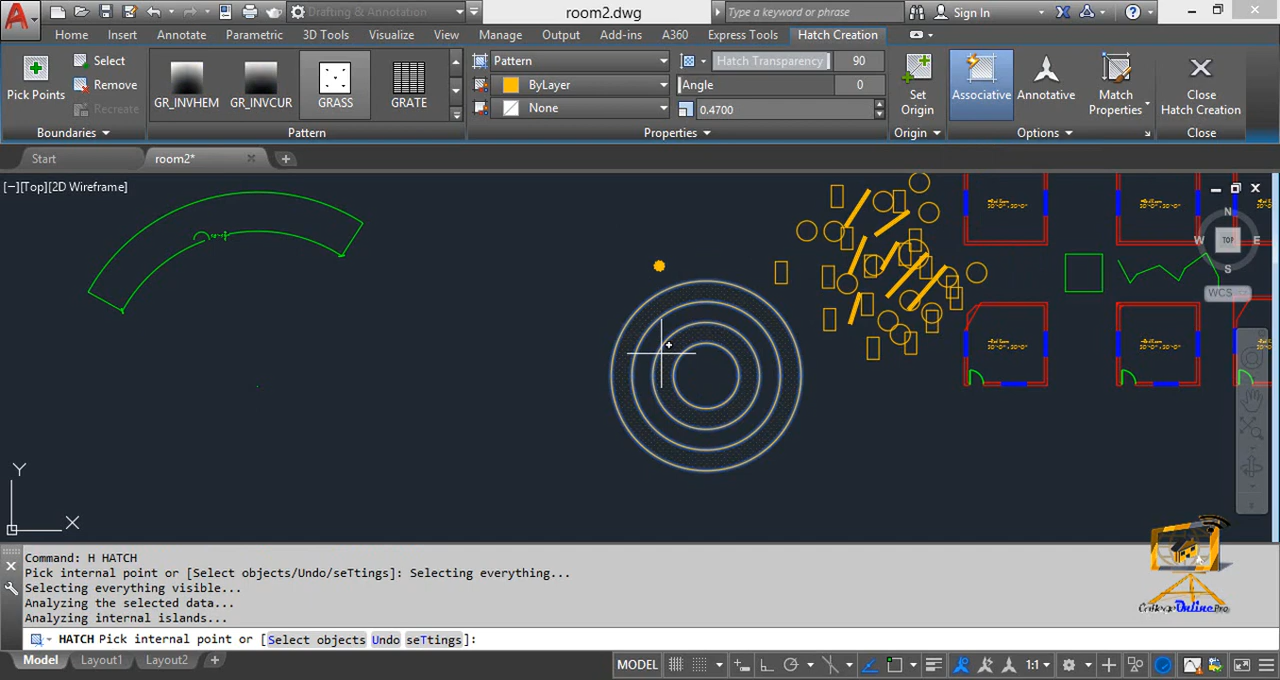 Drafting & Annotation
room2.dwg
Type a keyword or phrase
Sign In
Home Insert Annotate Parametric 3D Tools Visualize View Manage Output Add-ins A360 Express Tools Hatch Creation
Pick Points
Select
Remove
Recreate
Boundaries
GR_INVHEM
GR_INVCUR
GRASS
GRATE
Pattern
Pattern
ByLayer
None
Hatch Transparency 90
Angle 0
0.4700
Properties
Set
Origin
Origin
Associative
Annotative
Match
Properties
Options
Close
Hatch Creation
Close
Start
room2*
[−][Top][2D Wireframe]
N
W TOP E
S
WCS
Y
X
Command: H HATCH
Pick internal point or [Select objects/Undo/seTtings]: Selecting everything...
Selecting everything visible...
Analyzing the selected data...
Analyzing internal islands...
HATCH Pick internal point or [Select objects Undo seTtings]:
College Online Pro
Model Layout1 Layout2
MODEL
1:1